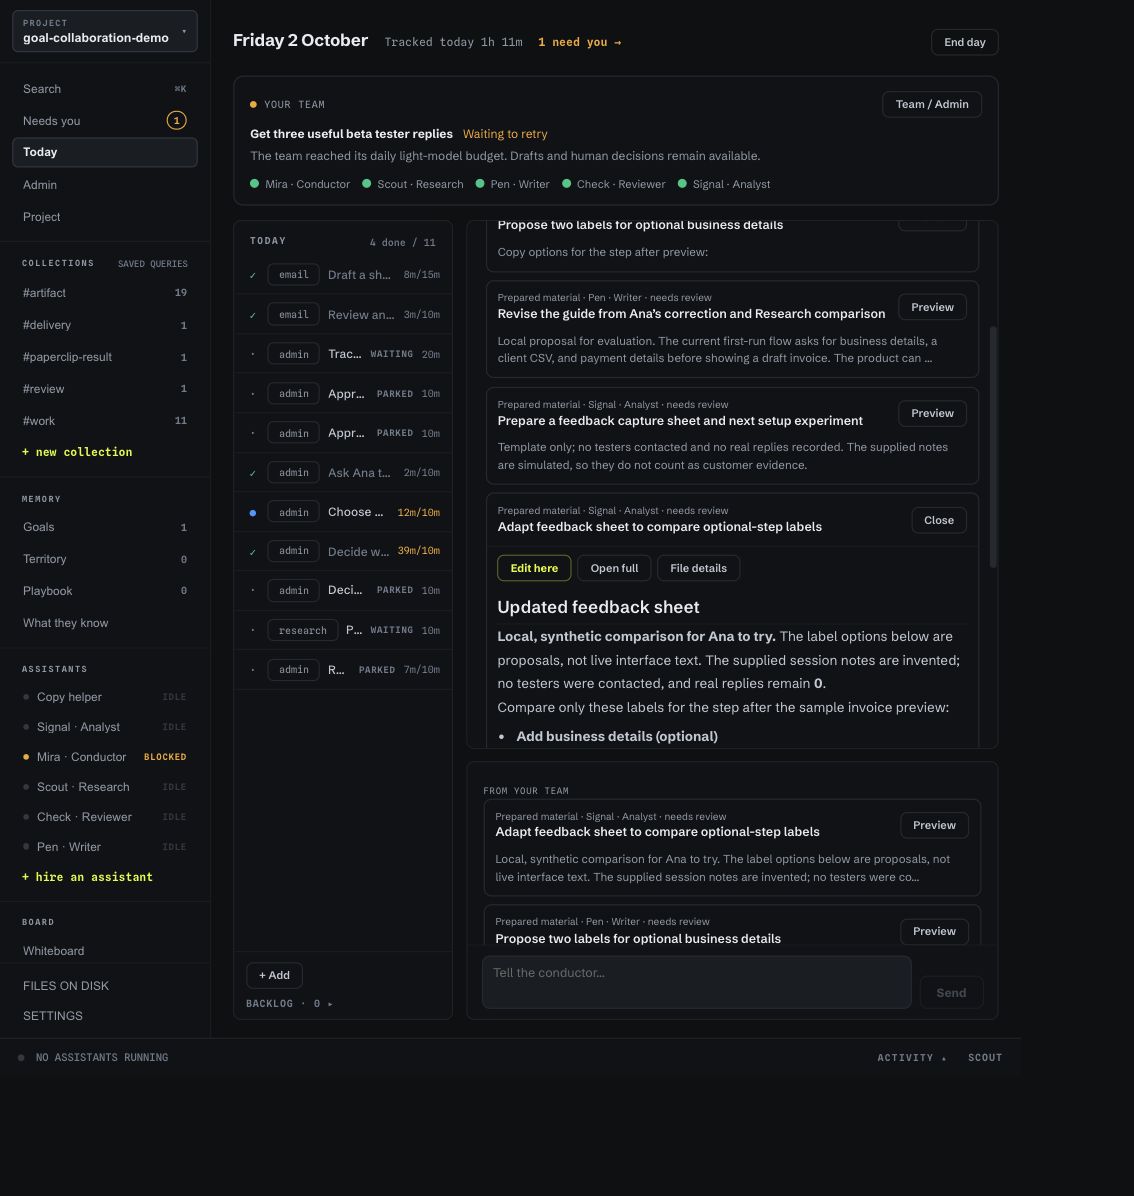 PROJECT
goal-collaboration-demo
Search ⌘K
Needs you 1
Today
Admin
Project
COLLECTIONS SAVED QUERIES
#artifact 19
#delivery 1
#paperclip-result 1
#review 1
#work 11
+ new collection
MEMORY
Goals 1
Territory 0
Playbook 0
What they know
ASSISTANTS
Copy helper IDLE
Signal · Analyst IDLE
Mira · Conductor BLOCKED
Scout · Research IDLE
Check · Reviewer IDLE
Pen · Writer IDLE
+ hire an assistant
BOARD
Whiteboard
FILES ON DISK
SETTINGS
Friday 2 October Tracked today 1h 11m 1 need you →
End day
YOUR TEAM
Team / Admin
Get three useful beta tester replies Waiting to retry
The team reached its daily light-model budget. Drafts and human decisions remain available.
Mira · Conductor Scout · Research Pen · Writer Check · Reviewer Signal · Analyst
TODAY 4 done / 11
✓ email Draft a sh… 8m/15m
✓ email Review an… 3m/10m
· admin Trac… WAITING 20m
· admin Appr… PARKED 10m
· admin Appr… PARKED 10m
✓ admin Ask Ana t… 2m/10m
admin Choose … 12m/10m
✓ admin Decide w… 39m/10m
· admin Deci… PARKED 10m
· research P… WAITING 10m
· admin R… PARKED 7m/10m
+ Add
BACKLOG · 0 ▸
Propose two labels for optional business details
Copy options for the step after preview:
Prepared material · Pen · Writer · needs review
Revise the guide from Ana’s correction and Research comparison
Preview
Local proposal for evaluation. The current first-run flow asks for business details, a
client CSV, and payment details before showing a draft invoice. The product can …
Prepared material · Signal · Analyst · needs review
Prepare a feedback capture sheet and next setup experiment
Preview
Template only; no testers contacted and no real replies recorded. The supplied notes
are simulated, so they do not count as customer evidence.
Prepared material · Signal · Analyst · needs review
Adapt feedback sheet to compare optional-step labels
Close
Edit here Open full File details
Updated feedback sheet
Local, synthetic comparison for Ana to try. The label options below are
proposals, not live interface text. The supplied session notes are invented;
no testers were contacted, and real replies remain 0.
Compare only these labels for the step after the sample invoice preview:
• Add business details (optional)
FROM YOUR TEAM
Prepared material · Signal · Analyst · needs review
Adapt feedback sheet to compare optional-step labels
Preview
Local, synthetic comparison for Ana to try. The label options below are proposals, not
live interface text. The supplied session notes are invented; no testers were co…
Prepared material · Pen · Writer · needs review
Propose two labels for optional business details
Preview
Tell the conductor…
Send
NO ASSISTANTS RUNNING
ACTIVITY ▴ SCOUT